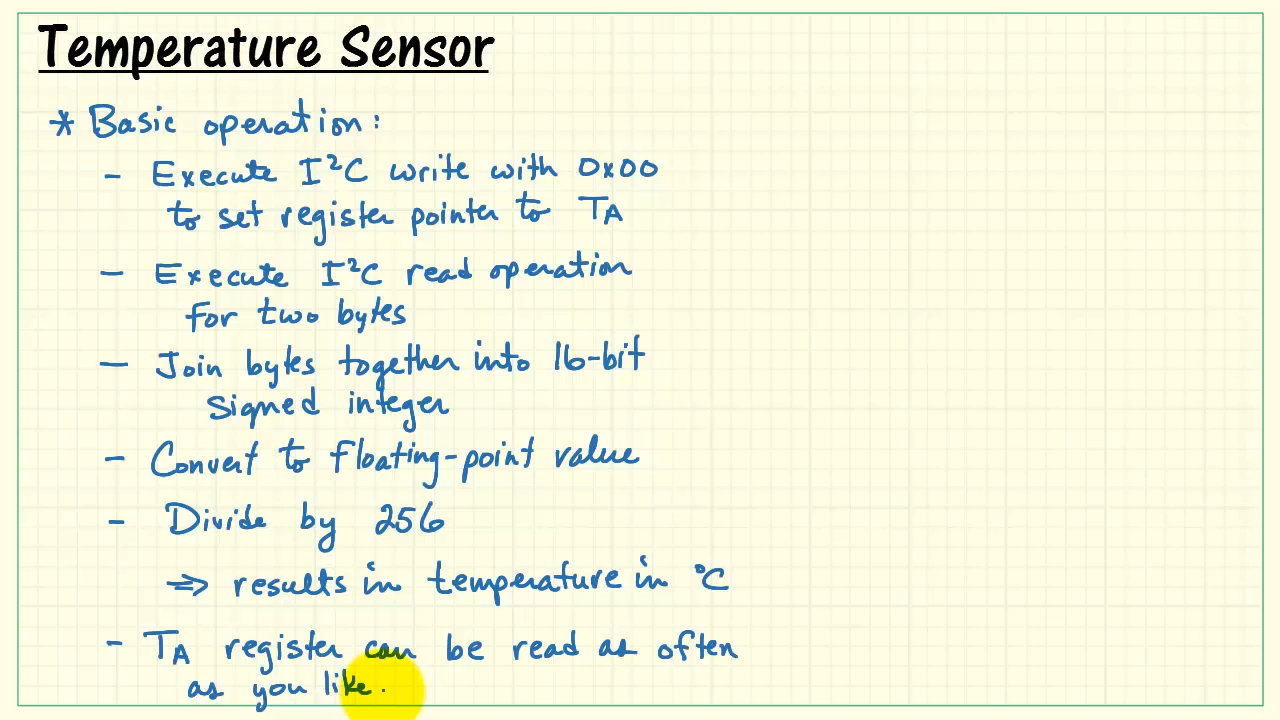 Temperature Sensor
* Basic operation:
- Execute I²C write with 0x00
to set register pointer to TA
- Execute I²C read operation
for two bytes
- Join bytes together into 16-bit
signed integer
- Convert to floating-point value
- Divide by 256
⇒ results in temperature in °C
- TA register can be read as often
as you like.